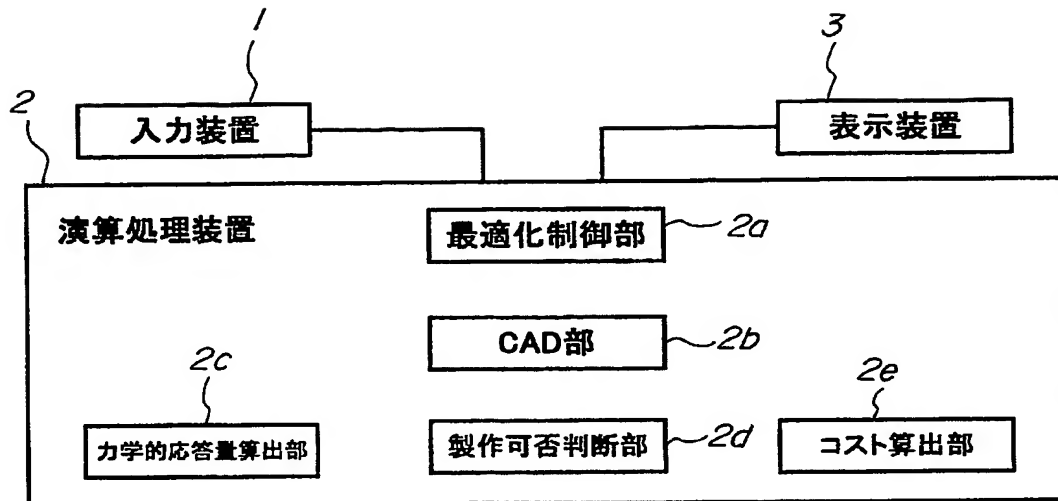 1
3
2
入力装置
表示装置
演算処理装置
最適化制御部
2a
CAD部
2b
2c
2e
力学的応答量算出部
製作可否判断部
2d
コスト算出部